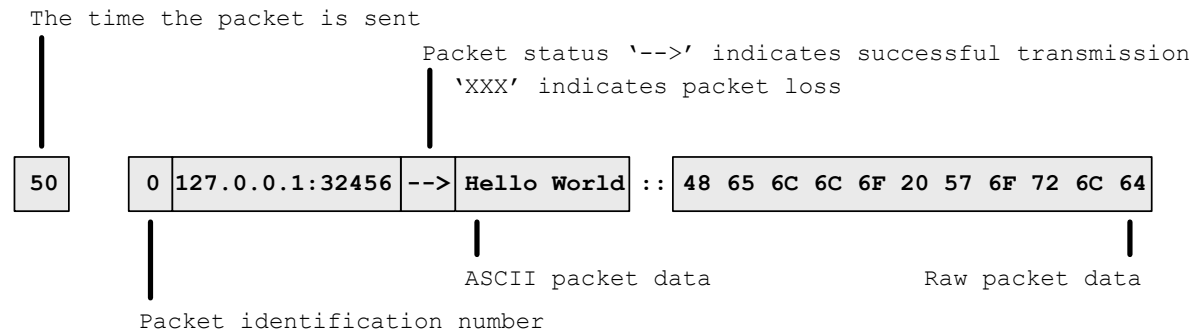 The time the packet is sent
Packet status ‘-->’ indicates successful transmission
‘XXX’ indicates packet loss
50 0 127.0.0.1:32456 --> Hello World :: 48 65 6C 6C 6F 20 57 6F 72 6C 64
ASCII packet data Raw packet data
Packet identification number